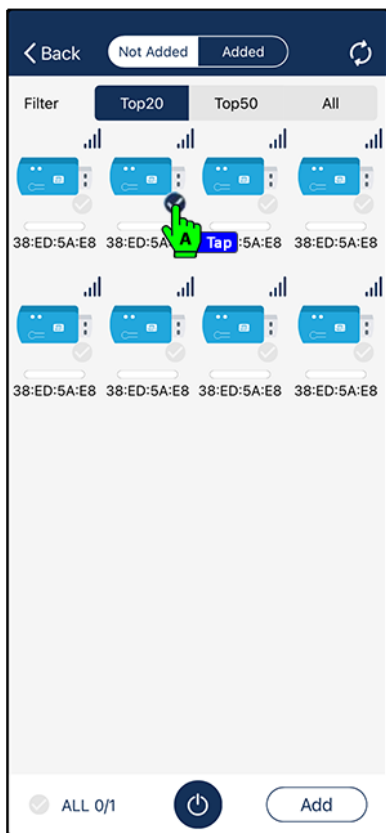 Back Not Added Added
Filter Top20 Top50 All
38:ED:5A:E8 38:ED:5A :5A:E8 38:ED:5A:E8
A Tap
38:ED:5A:E8 38:ED:5A:E8 38:ED:5A:E8 38:ED:5A:E8
ALL 0/1 Add